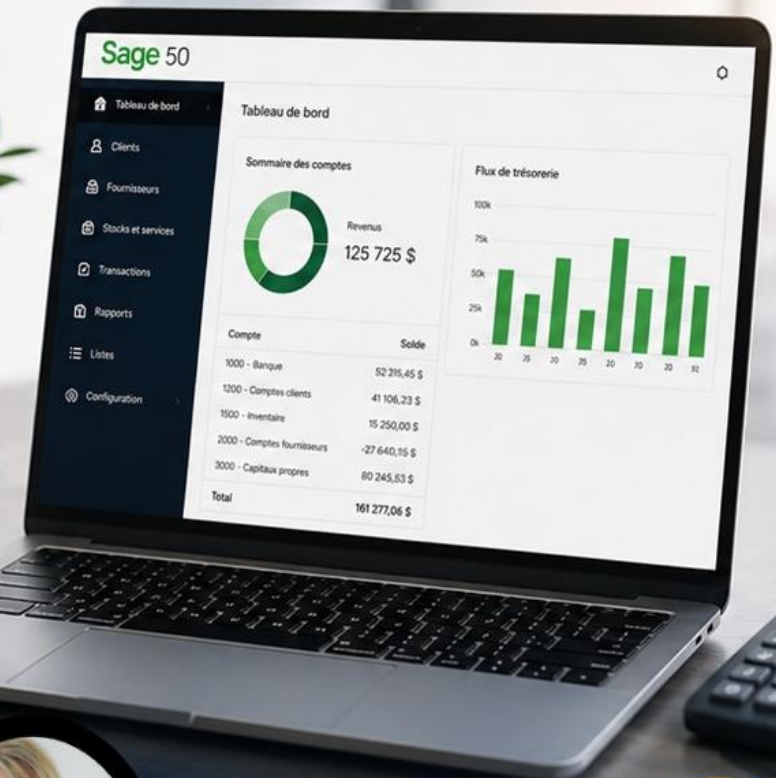 Sage 50
Tableau de bord
Clients
Fournisseurs
Stocks et services
Transactions
Rapports
Listes
Configuration
Tableau de bord
Sommaire des comptes
Revenus
125 725 $
Compte Solde
1000 - Banque 52 215,45 $
1200 - Comptes clients 41 106,23 $
1500 - Inventaire 15 250,00 $
2000 - Comptes fournisseurs -27 640,15 $
3000 - Capitaux propres 80 245,53 $
Total 161 277,06 $
Flux de trésorerie
100k
75k
50k
25k
0k